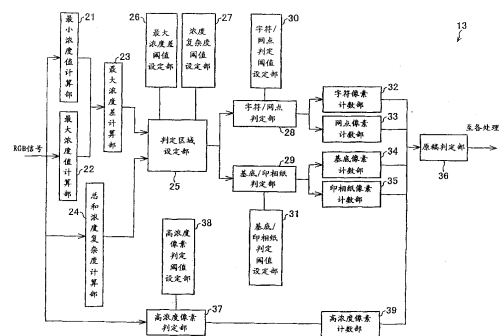 13
21
最小浓度值计算部
22
最大浓度值计算部
23
最大浓度差计算部
24
总和浓度复杂度计算部
RGB信号
26
最大浓度差阈值设定部
27
浓度复杂度阈值设定部
判定区域设定部
25
30
字符/网点判定阈值设定部
字符/网点判定部
28
29
基底/印相纸判定部
31
基底/印相纸判定阈值设定部
32
字符像素计数部
33
网点像素计数部
34
基底像素计数部
35
印相纸像素计数部
原稿判定部
36
至各处理
38
高浓度像素判定阈值设定部
37
高浓度像素判定部
39
高浓度像素计数部